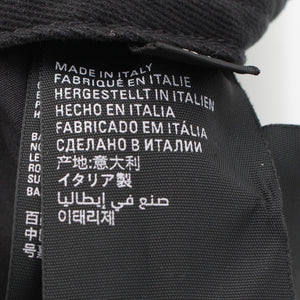 MADE IN ITALY
FABRIQUÉ EN ITALIE
HERGESTELLT IN ITALIEN
HECHO EN ITALIA
FABRICADO EM ITÁLIA
СДЕЛАНО В ИТАЛИИ
产地:意大利
イタリア製
صنع في إيطاليا
이태리제